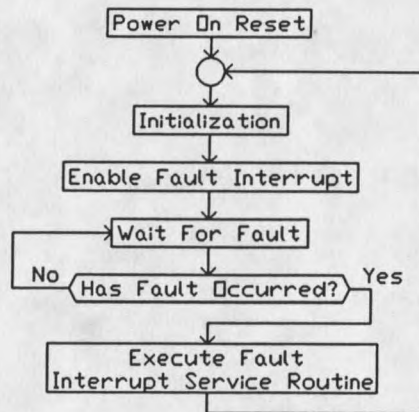 Power On Reset
Initialization
Enable Fault Interrupt
Wait For Fault
No
Has Fault Occurred?
Yes
Execute Fault
Interrupt Service Routine